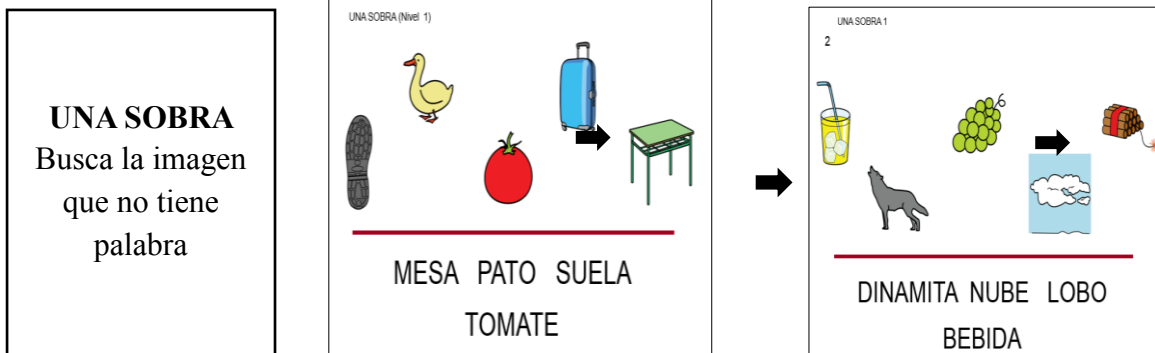 UNA SOBRA
Busca la imagen
que no tiene
palabra
UNA SOBRA (Nivel 1)
MESA PATO SUELA
TOMATE
UNA SOBRA 1
2
DINAMITA NUBE LOBO
BEBIDA